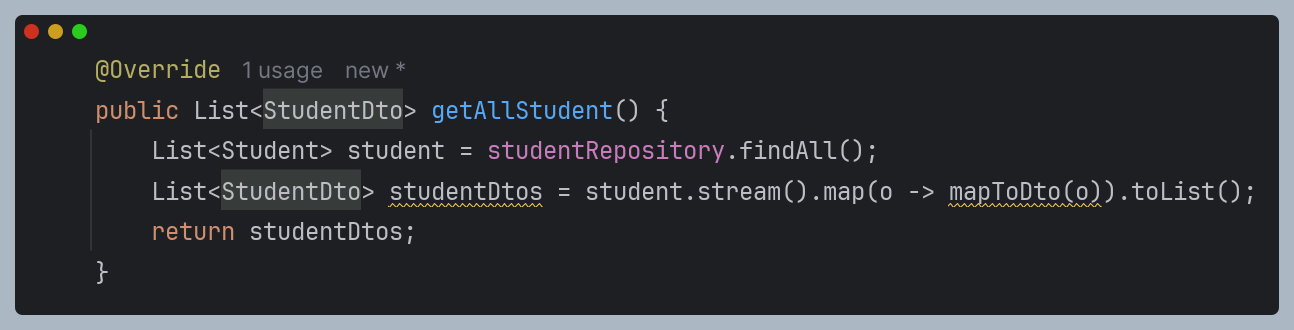 @Override 1 usage new *
public List<StudentDto> getAllStudent() {
List<Student> student = studentRepository.findAll();
List<StudentDto> studentDtos = student.stream().map(o -> mapToDto(o)).toList();
return studentDtos;
}